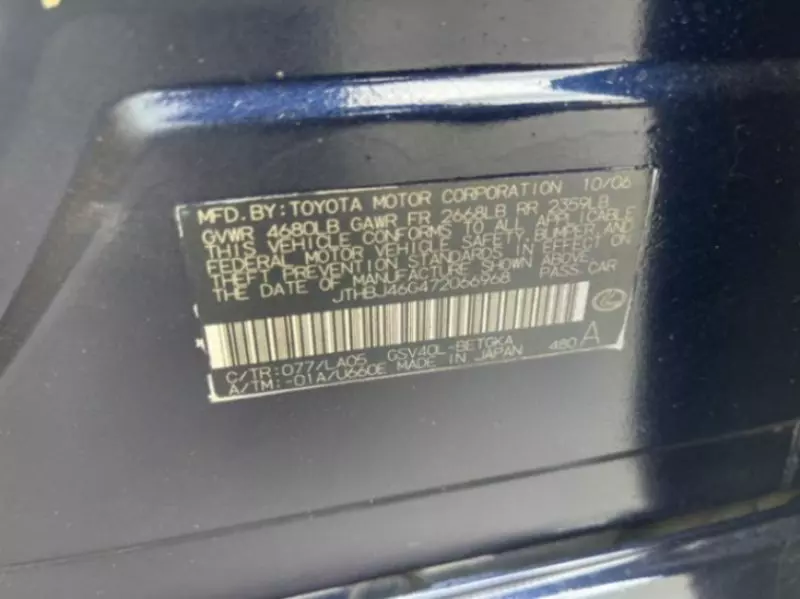 MFD.BY:TOYOTA MOTOR CORPORATION 10/06
GVWR 4680LB GAWR FR 2668LB RR 2359LB
THIS VEHICLE CONFORMS TO ALL APPLICABLE
FEDERAL MOTOR VEHICLE SAFETY, BUMPER, AND
THEFT PREVENTION STANDARDS IN EFFECT ON
THE DATE OF MANUFACTURE SHOWN ABOVE.
JTHBJ46G472066968 PASS.CAR
C/TR:077/LA05 GSV40L-BETGKA
A/TM:-01A/U660E MADE IN JAPAN 480A